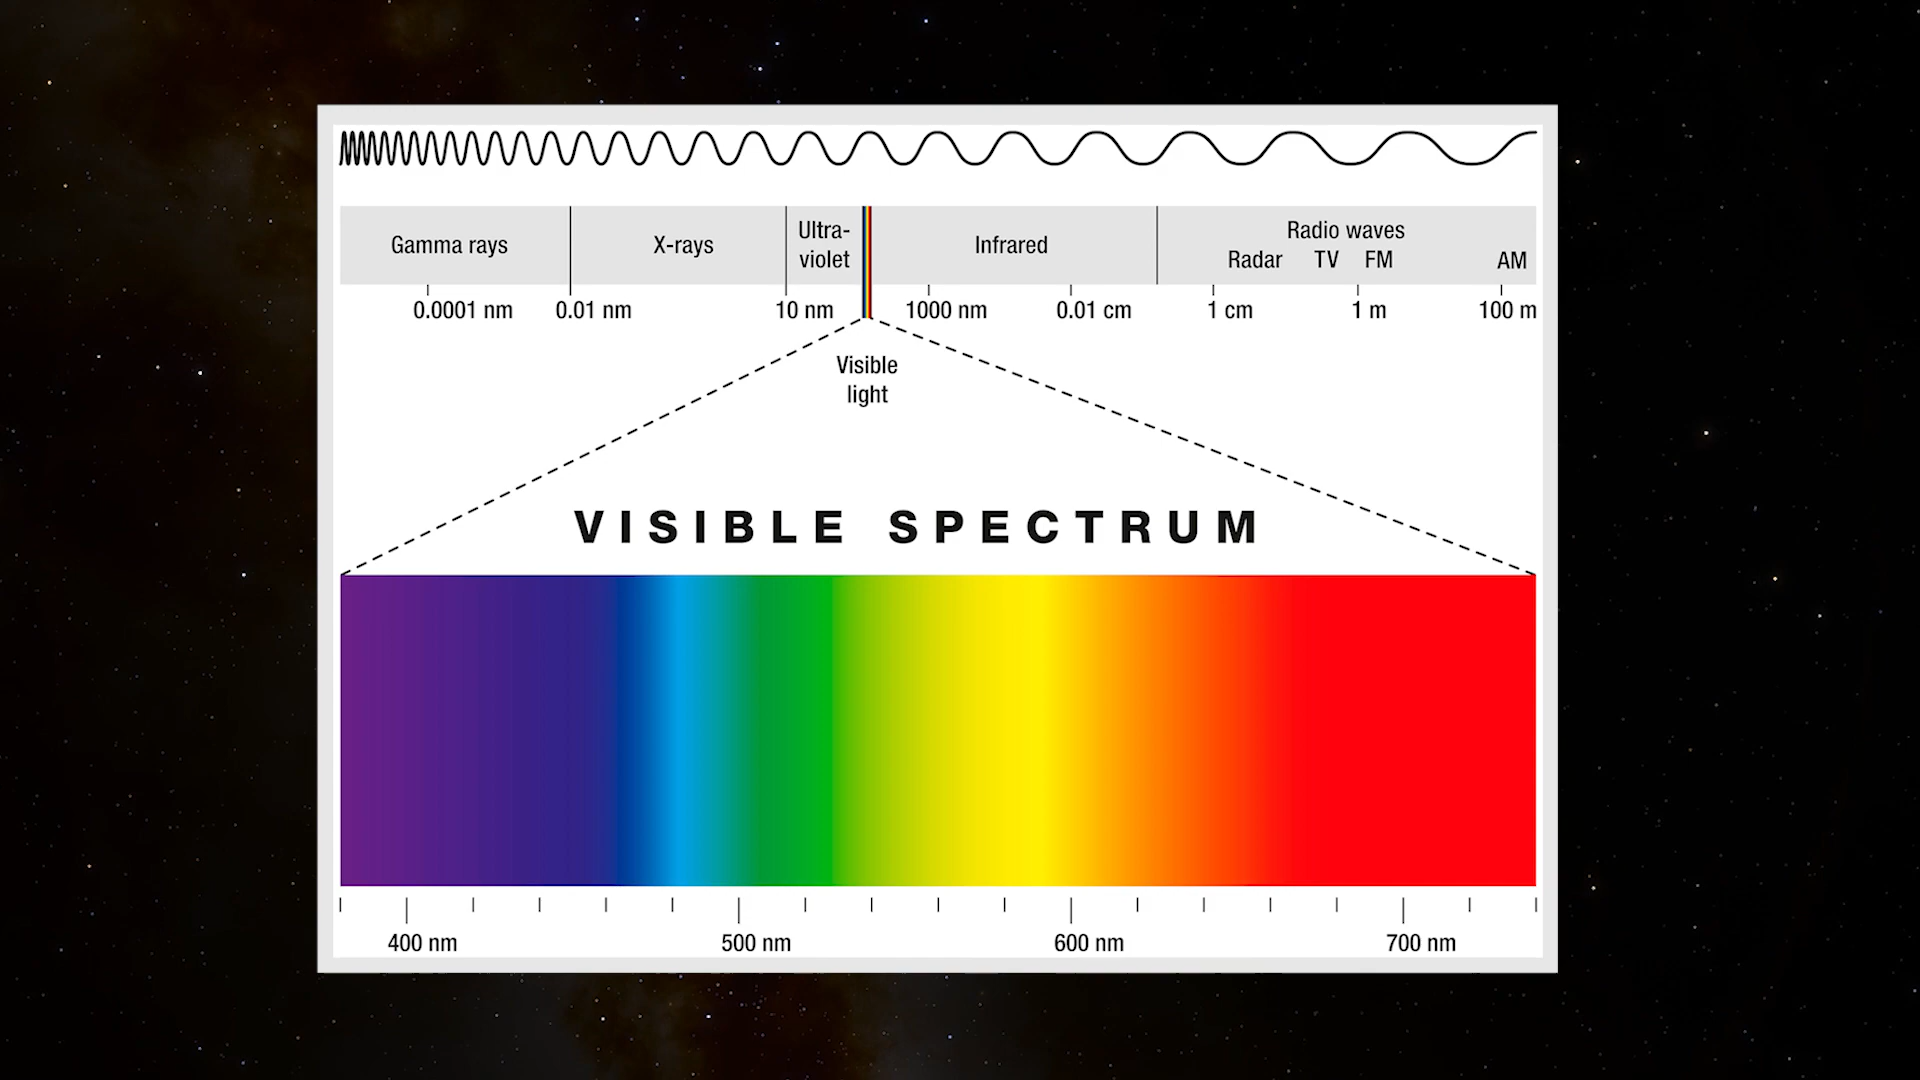 Gamma rays X-rays Ultra-
violet Infrared Radio waves
Radar TV FM AM
0.0001 nm 0.01 nm 10 nm 1000 nm 0.01 cm 1 cm 1 m 100 m
Visible
light
VISIBLE SPECTRUM
400 nm 500 nm 600 nm 700 nm